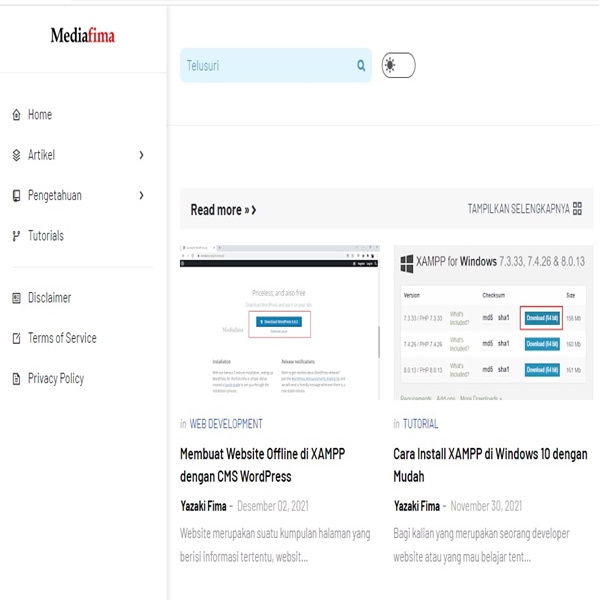 Mediafima
Telusuri
Home
Artikel
Pengetahuan
Tutorials
Disclaimer
Terms of Service
Privacy Policy
Read more »
TAMPILKAN SELENGKAPNYA
Priceless, and also free
Mediafima
Installation
Release notifications
in WEB DEVELOPMENT
Membuat Website Offline di XAMPP
dengan CMS WordPress
Yazaki Fima - Desember 02, 2021
Website merupakan suatu kumpulan halaman yang
berisi informasi tertentu, websit...
XAMPP for Windows 7.3.33, 7.4.26 & 8.0.13
Version Checksum Size
7.3.33 / PHP 7.3.33 What's Included? md5 sha1 Download (64 bit) 158 Mb
7.4.26 / PHP 7.4.26 What's Included? md5 sha1 Download (64 bit) 160 Mb
8.0.13 / PHP 8.0.13 What's Included? md5 sha1 Download (64 bit) 161 Mb
Requirements Add-ons More Downloads »
in TUTORIAL
Cara Install XAMPP di Windows 10 dengan
Mudah
Yazaki Fima - November 30, 2021
Bagi kalian yang merupakan seorang developer
website atau yang mau belajar tent...